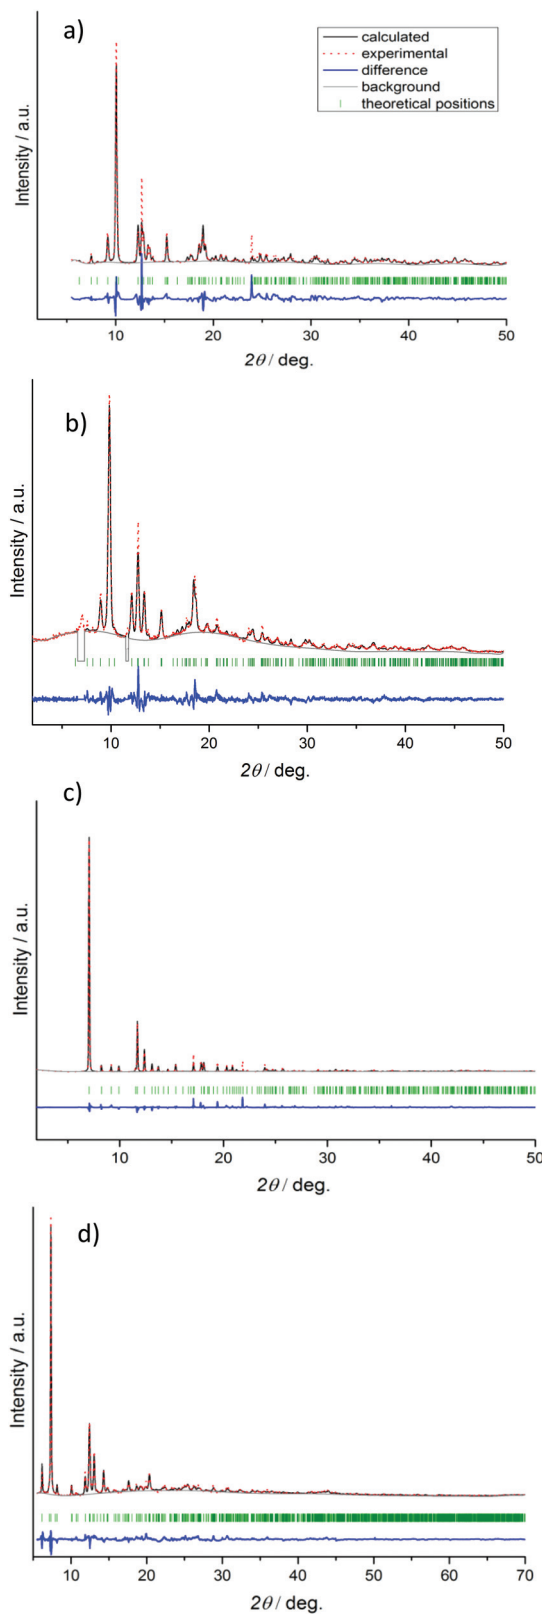 a)
calculated
experimental
difference
background
theoretical positions
Intensity / a.u.
10 20 30 40 50
2θ / deg.
b)
Intensity / a.u.
10 20 30 40 50
2θ / deg.
c)
Intensity / a.u.
10 20 30 40 50
2θ / deg.
d)
Intensity / a.u.
10 20 30 40 50 60 70
2θ / deg.